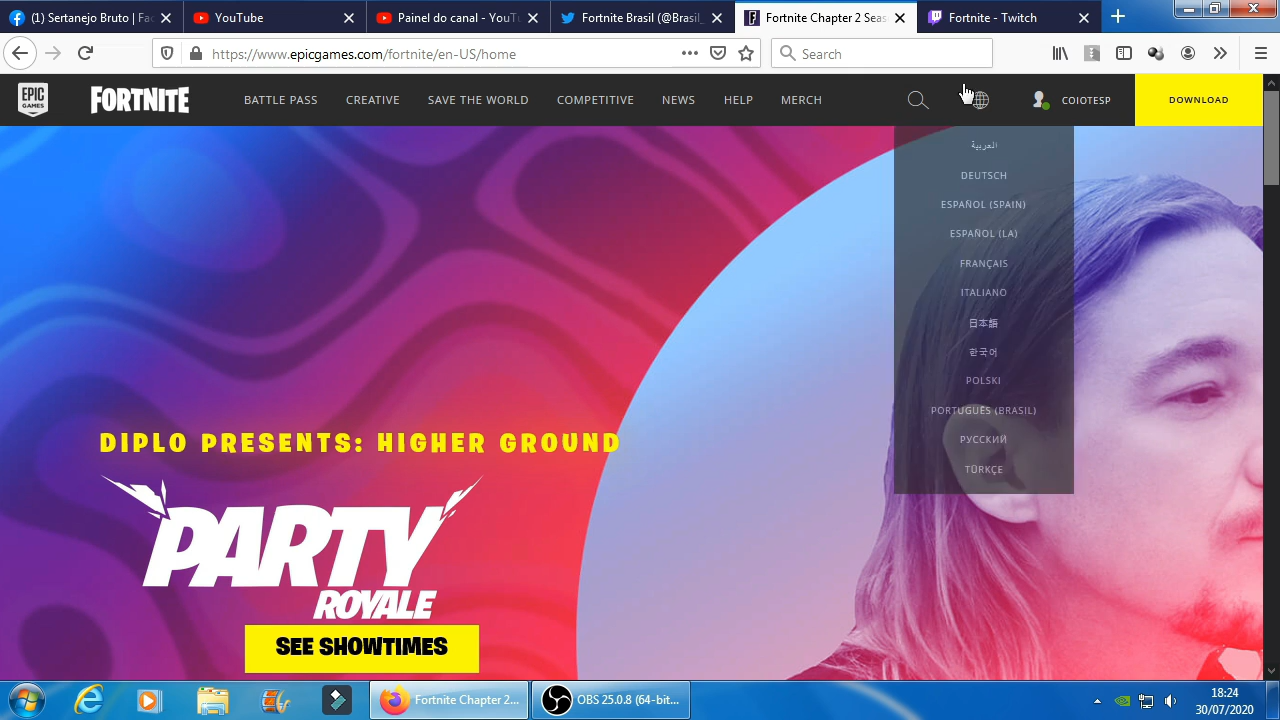 (1) Sertanejo Bruto | Fac
YouTube
Painel do canal - YouTu
Fortnite Brasil (@Brasil_
Fortnite Chapter 2 Seas
Fortnite - Twitch
https://www.epicgames.com/fortnite/en-US/home
Search
EPIC GAMES
FORTNITE
BATTLE PASS
CREATIVE
SAVE THE WORLD
COMPETITIVE
NEWS
HELP
MERCH
COIOTESP
DOWNLOAD
العربية
DEUTSCH
ESPAÑOL (SPAIN)
ESPAÑOL (LA)
FRANÇAIS
ITALIANO
日本語
한국어
POLSKI
PORTUGUÊS (BRASIL)
РУССКИЙ
TÜRKÇE
DIPLO PRESENTS: HIGHER GROUND
PARTY
ROYALE
SEE SHOWTIMES
Fortnite Chapter 2...
OBS 25.0.8 (64-bit...
18:24
30/07/2020